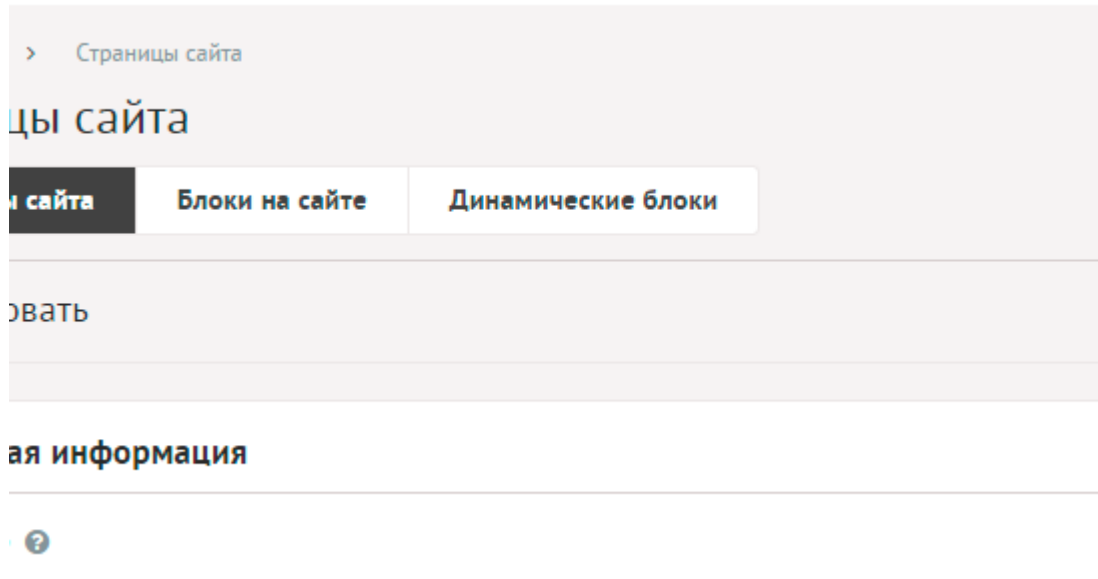 > Страницы сайта
цы сайта
ы сайта Блоки на сайте Динамические блоки
овать
ая информация
?